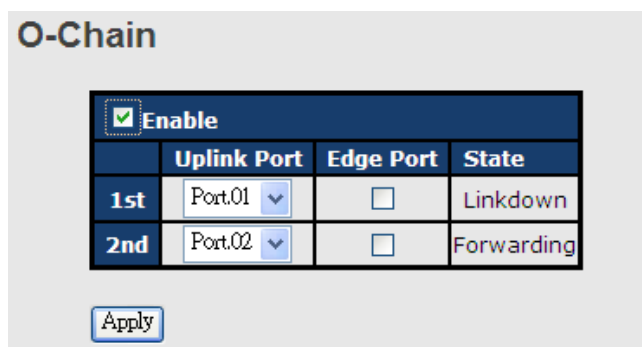 O-Chain
Enable
Uplink Port Edge Port State
1st Port.01 Linkdown
2nd Port.02 Forwarding
Apply